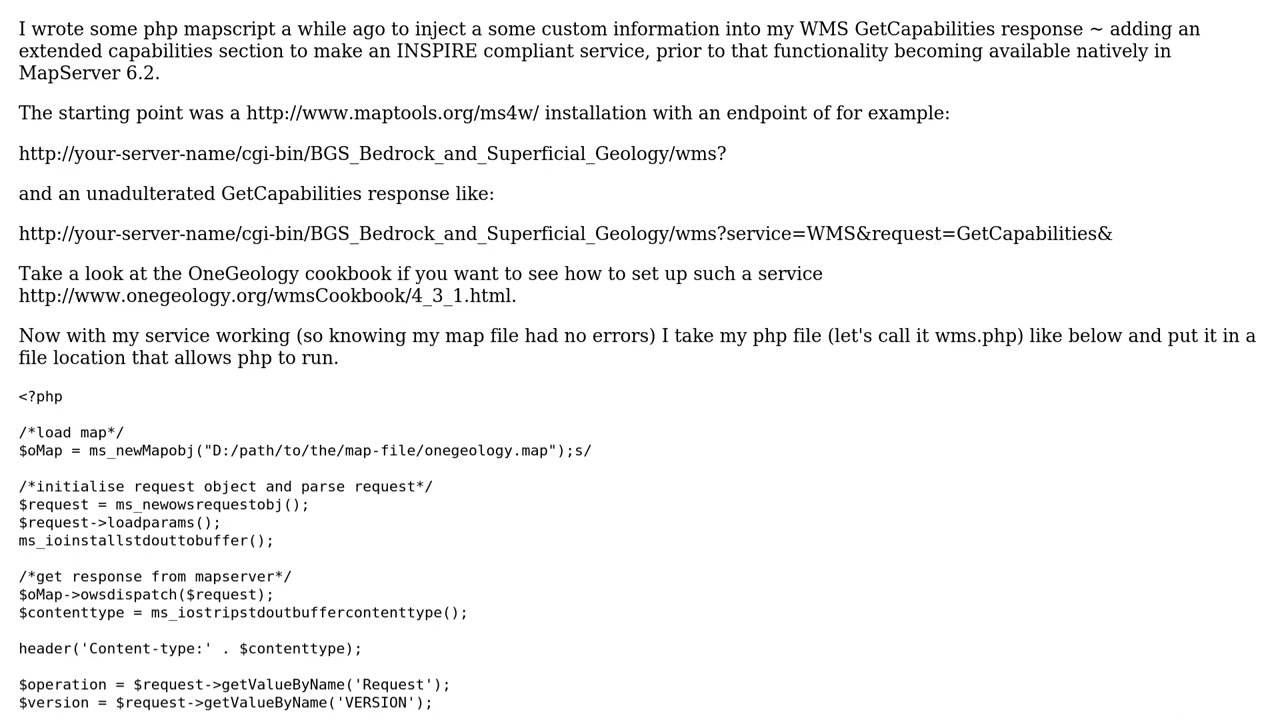 I wrote some php mapscript a while ago to inject a some custom information into my WMS GetCapabilities response ~ adding an
extended capabilities section to make an INSPIRE compliant service, prior to that functionality becoming available natively in
MapServer 6.2.
The starting point was a http://www.maptools.org/ms4w/ installation with an endpoint of for example:
http://your-server-name/cgi-bin/BGS_Bedrock_and_Superficial_Geology/wms?
and an unadulterated GetCapabilities response like:
http://your-server-name/cgi-bin/BGS_Bedrock_and_Superficial_Geology/wms?service=WMS&request=GetCapabilities&
Take a look at the OneGeology cookbook if you want to see how to set up such a service
http://www.onegeology.org/wmsCookbook/4_3_1.html.
Now with my service working (so knowing my map file had no errors) I take my php file (let's call it wms.php) like below and put it in a
file location that allows php to run.
<?php
/*load map*/
$oMap = ms_newMapobj("D:/path/to/the/map-file/onegeology.map");s/
/*initialise request object and parse request*/
$request = ms_newowsrequestobj();
$request->loadparams();
ms_ioinstallstdouttobuffer();
/*get response from mapserver*/
$oMap->owsdispatch($request);
$contenttype = ms_iostripstdoutbuffercontenttype();
header('Content-type:' . $contenttype);
$operation = $request->getValueByName('Request');
$version = $request->getValueByName('VERSION');